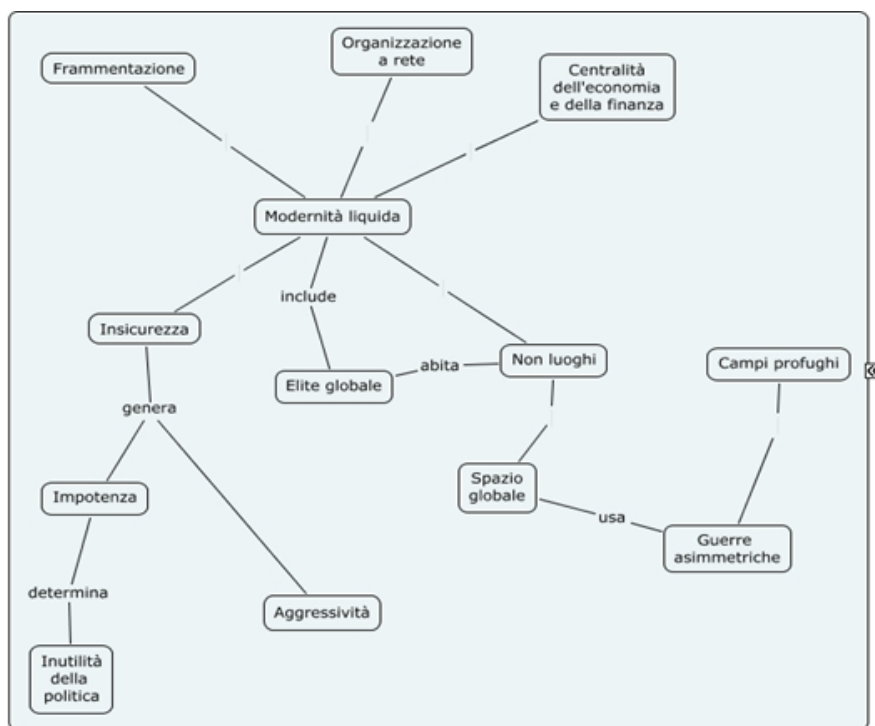 Organizzazione
a rete
Frammentazione
Centralità
dell'economia
e della finanza
Modernità liquida
include
Insicurezza
Elite globale
abita
Non luoghi
Campi profughi
genera
Spazio
globale
usa
Impotenza
Guerre
asimmetriche
determina
Aggressività
Inutilità
della
politica